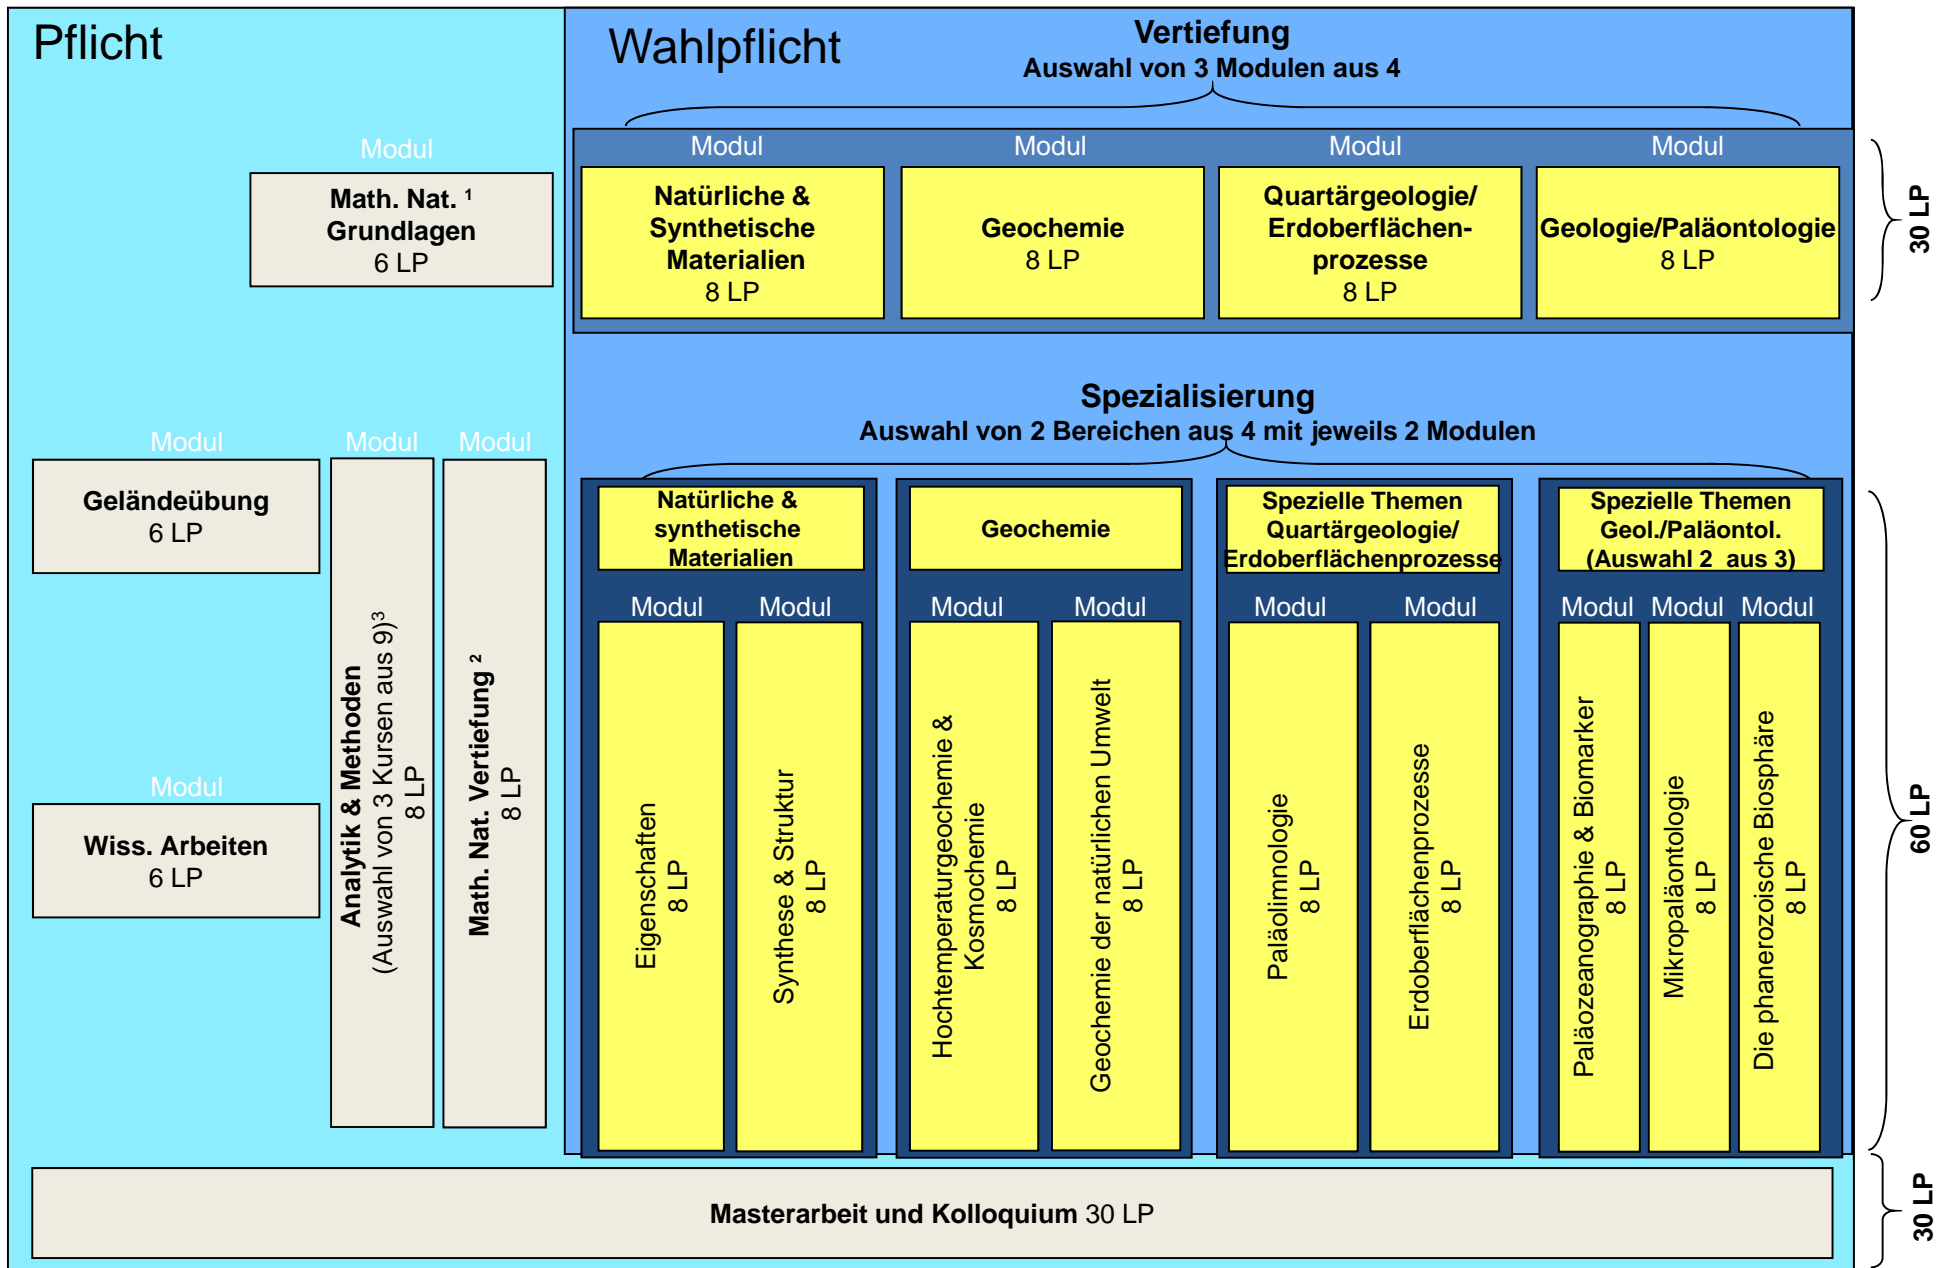 Pflicht
Wahlpflicht
Vertiefung
Auswahl von 3 Modulen aus 4
Modul
Math. Nat. ¹
Grundlagen
6 LP
Modul
Natürliche &
Synthetische
Materialien
8 LP
Modul
Geochemie
8 LP
Modul
Quartärgeologie/
Erdoberflächen-
prozesse
8 LP
Modul
Geologie/Paläontologie
8 LP
30 LP
Spezialisierung
Auswahl von 2 Bereichen aus 4 mit jeweils 2 Modulen
Modul
Geländeübung
6 LP
Modul
Wiss. Arbeiten
6 LP
Modul
Analytik & Methoden
(Auswahl von 3 Kursen aus 9)³
8 LP
Modul
Math. Nat. Vertiefung ²
8 LP
Natürliche &
synthetische
Materialien
Modul
Eigenschaften
8 LP
Modul
Synthese & Struktur
8 LP
Geochemie
Modul
Hochtemperaturgeochemie &
Kosmochemie
8 LP
Modul
Geochemie der natürlichen Umwelt
8 LP
Spezielle Themen
Quartärgeologie/
Erdoberflächenprozesse
Modul
Paläolimnologie
8 LP
Modul
Erdoberflächenprozesse
8 LP
Spezielle Themen
Geol./Paläontol.
(Auswahl 2 aus 3)
Modul
Paläozeanographie & Biomarker
8 LP
Modul
Mikropaläontologie
8 LP
Modul
Die phanerozoische Biosphäre
8 LP
60 LP
Masterarbeit und Kolloquium 30 LP
30 LP